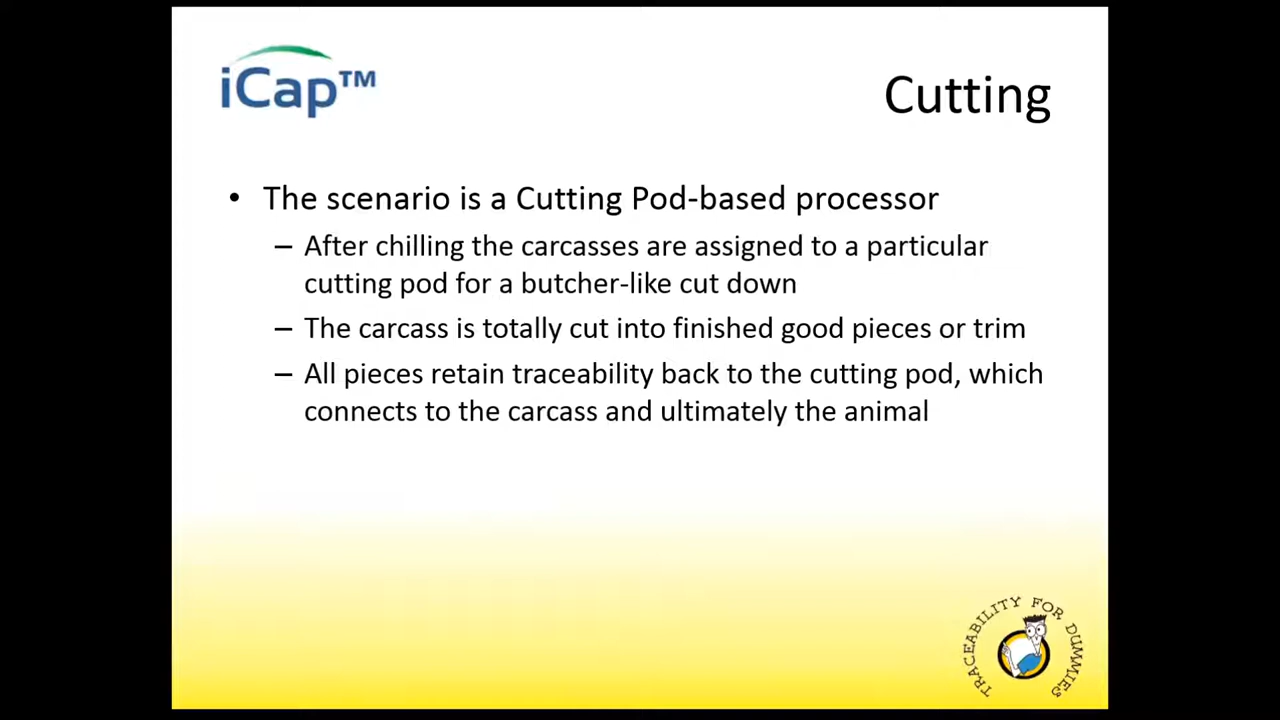 iCap™
Cutting
• The scenario is a Cutting Pod-based processor
– After chilling the carcasses are assigned to a particular
cutting pod for a butcher-like cut down
– The carcass is totally cut into finished good pieces or trim
– All pieces retain traceability back to the cutting pod, which
connects to the carcass and ultimately the animal
TRACEABILITY FOR DUMMIES